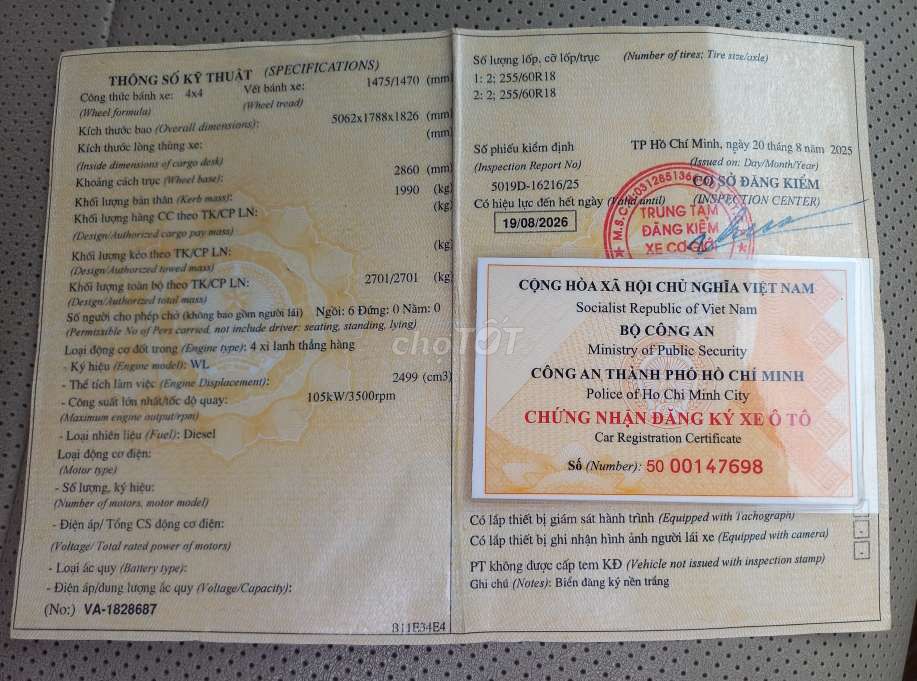 THÔNG SỐ KỸ THUẬT (SPECIFICATIONS)
Công thức bánh xe: 4x4 Vết bánh xe: 1475/1470 (mm)
(Wheel formula) (Wheel tread)
Kích thước bao (Overall dimensions): 5062x1788x1826 (mm)
Kích thước lòng thùng xe: (mm)
(Inside dimensions of cargo desk)
Khoảng cách trục (Wheel base): 2860 (mm)
Khối lượng bản thân (Kerb mass): 1990 (kg)
Khối lượng hàng CC theo TK/CP LN: (kg)
(Design/Authorized cargo pay mass)
Khối lượng kéo theo TK/CP LN: (kg)
(Design/Authorized towed mass)
Khối lượng toàn bộ theo TK/CP LN: 2701/2701 (kg)
(Design/Authorized total mass)
Số người cho phép chở (không bao gồm người lái) Ngồi: 6 Đứng: 0 Nằm: 0
(Permissible No of Pers carried, not include driver: seating, standing, lying)
Loại động cơ đốt trong (Engine type): 4 xi lanh thẳng hàng
- Ký hiệu (Engine model): WL
- Thể tích làm việc (Engine Displacement): 2499 (cm3)
- Công suất lớn nhất/tốc độ quay: 105kW/3500rpm
(Maximum engine output/rpm)
- Loại nhiên liệu (Fuel): Diesel
Loại động cơ điện:
(Motor type)
- Số lượng, ký hiệu:
(Number of motors, motor model)
- Điện áp/ Tổng CS động cơ điện:
(Voltage/ Total rated power of motors)
- Loại ắc quy (Battery type):
- Điện áp/dung lượng ắc quy (Voltage/Capacity):
(No:) VA-1828687
B11E34E4
Số lượng lốp, cỡ lốp/trục (Number of tires; Tire size/axle)
1: 2; 255/60R18
2: 2; 255/60R18
Số phiếu kiểm định TP Hồ Chí Minh, ngày 20 tháng 8 năm 2025
(Inspection Report No) (Issued on: Day/Month/Year)
5019D-16216/25 CƠ SỞ ĐĂNG KIỂM
Có hiệu lực đến hết ngày (Valid until) (INSPECTION CENTER)
19/08/2026
TRUNG TÂM
ĐĂNG KIỂM
XE CƠ GIỚI
choTỐT
CỘNG HÒA XÃ HỘI CHỦ NGHĨA VIỆT NAM
Socialist Republic of Viet Nam
BỘ CÔNG AN
Ministry of Public Security
CÔNG AN THÀNH PHỐ HỒ CHÍ MINH
Police of Ho Chi Minh City
CHỨNG NHẬN ĐĂNG KÝ XE Ô TÔ
Car Registration Certificate
Số (Number): 50 00147698
Có lắp thiết bị giám sát hành trình (Equipped with Tachograph)
Có lắp thiết bị ghi nhận hình ảnh người lái xe (Equipped with camera)
PT không được cấp tem KĐ (Vehicle not issued with inspection stamp)
Ghi chú (Notes): Biển đăng ký nền trắng